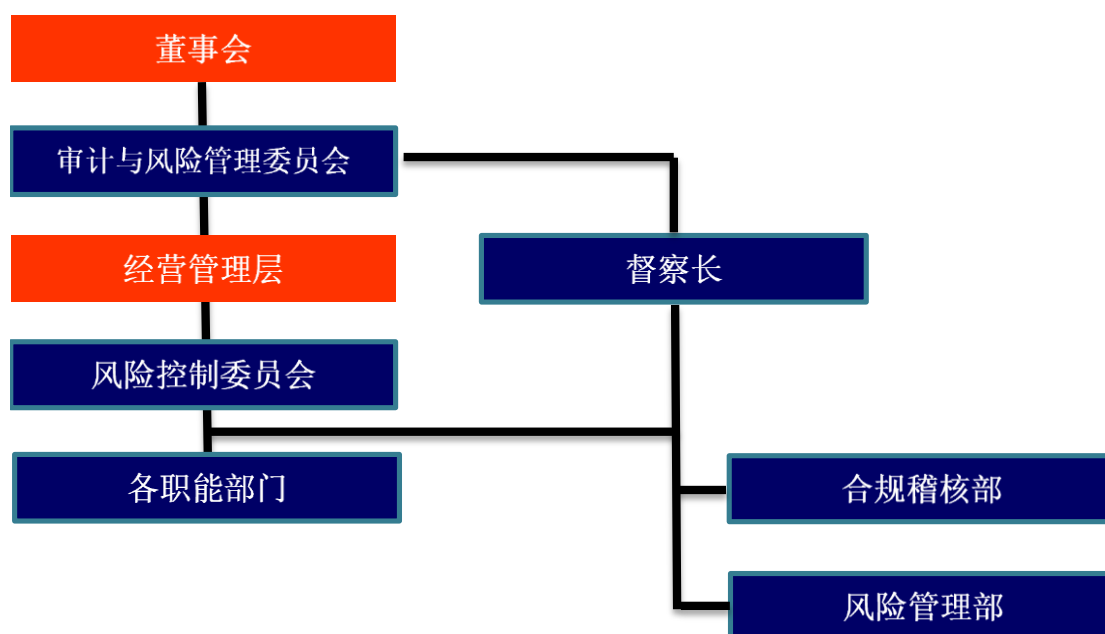 董事会
审计与风险管理委员会
经营管理层
督察长
风险控制委员会
各职能部门
合规稽核部
风险管理部